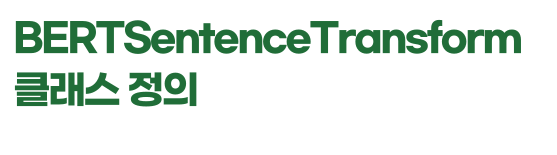 BERTSentenceTransform
클래스 정의